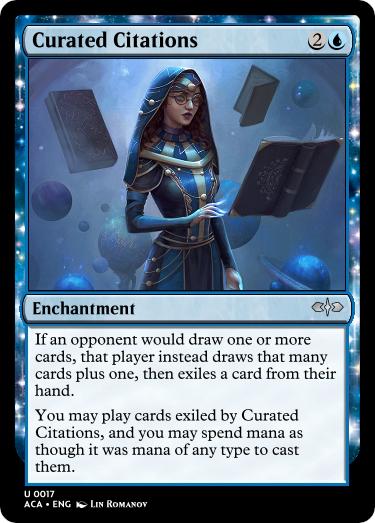 Curated Citations 2
Enchantment
If an opponent would draw one or more
cards, that player instead draws that many
cards plus one, then exiles a card from their
hand.
You may play cards exiled by Curated
Citations, and you may spend mana as
though it was mana of any type to cast
them.
U 0017
ACA • ENG Lin Romanov